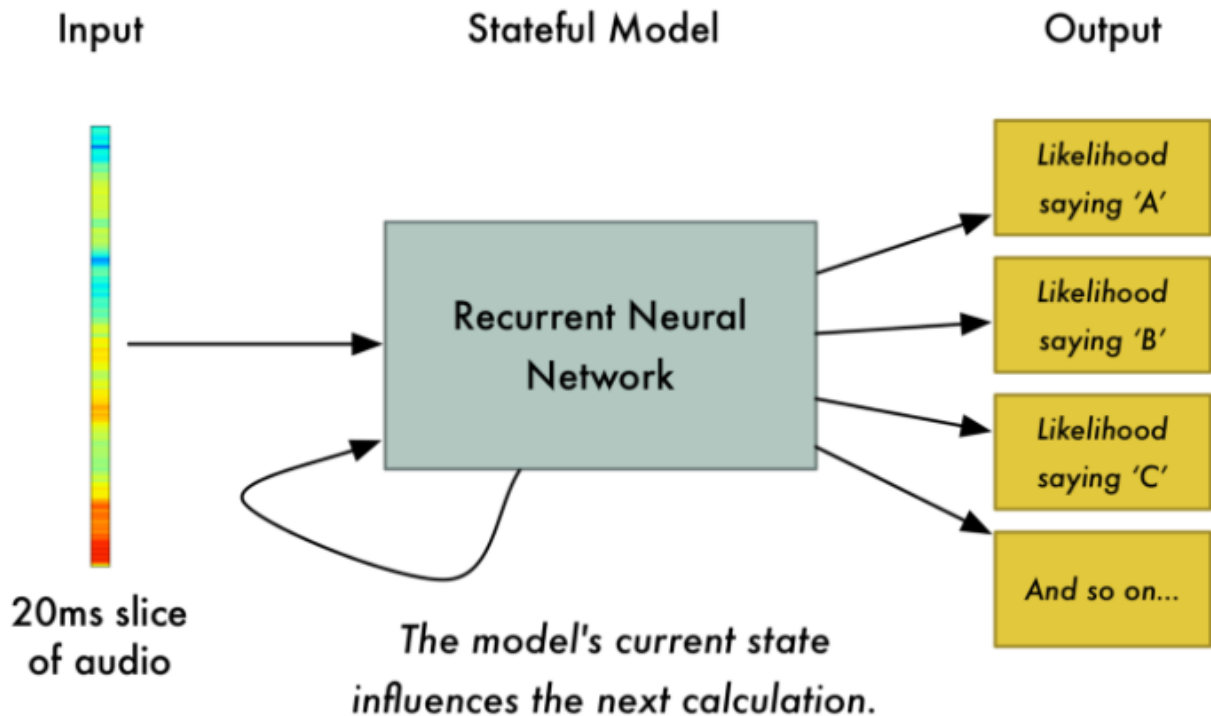 Input
Stateful Model
Output
Likelihood
saying 'A'
Likelihood
saying 'B'
Recurrent Neural
Network
Likelihood
saying 'C'
And so on...
20ms slice
of audio
The model's current state
influences the next calculation.